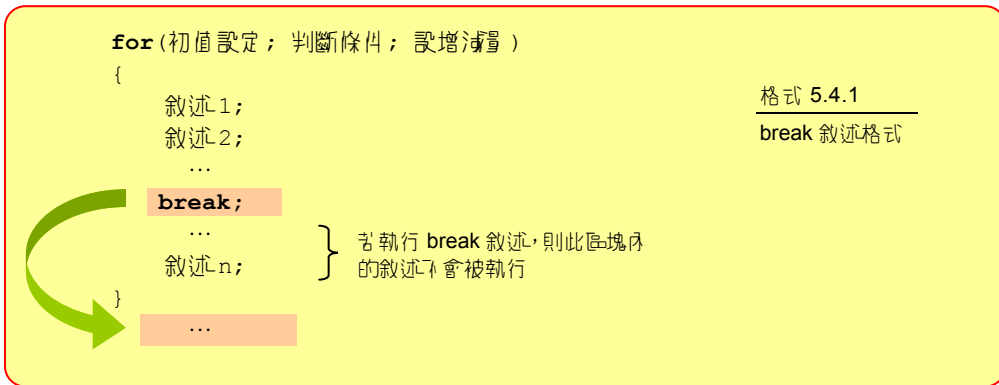 for(初值設定; 判斷條件; 設增減量)
{
敘述1;
敘述2;
…
break;
…
敘述n;
}
…
若執行 break 敘述,則此區塊內
的敘述不會被執行
格式 5.4.1
break 敘述格式